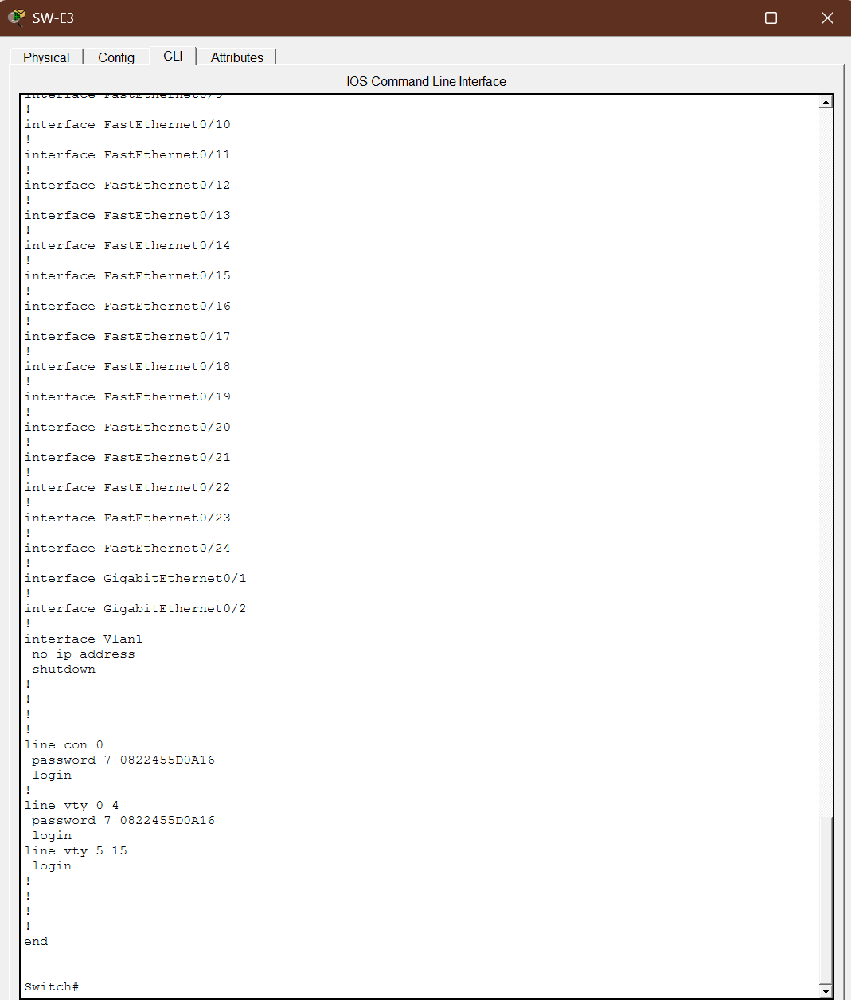 SW-E3
Physical Config CLI Attributes
IOS Command Line Interface
interface FastEthernet0/9
!
interface FastEthernet0/10
!
interface FastEthernet0/11
!
interface FastEthernet0/12
!
interface FastEthernet0/13
!
interface FastEthernet0/14
!
interface FastEthernet0/15
!
interface FastEthernet0/16
!
interface FastEthernet0/17
!
interface FastEthernet0/18
!
interface FastEthernet0/19
!
interface FastEthernet0/20
!
interface FastEthernet0/21
!
interface FastEthernet0/22
!
interface FastEthernet0/23
!
interface FastEthernet0/24
!
interface GigabitEthernet0/1
!
interface GigabitEthernet0/2
!
interface Vlan1
 no ip address
 shutdown
!
!
!
!
line con 0
 password 7 0822455D0A16
 login
!
line vty 0 4
 password 7 0822455D0A16
 login
line vty 5 15
 login
!
!
!
!
end
Switch#